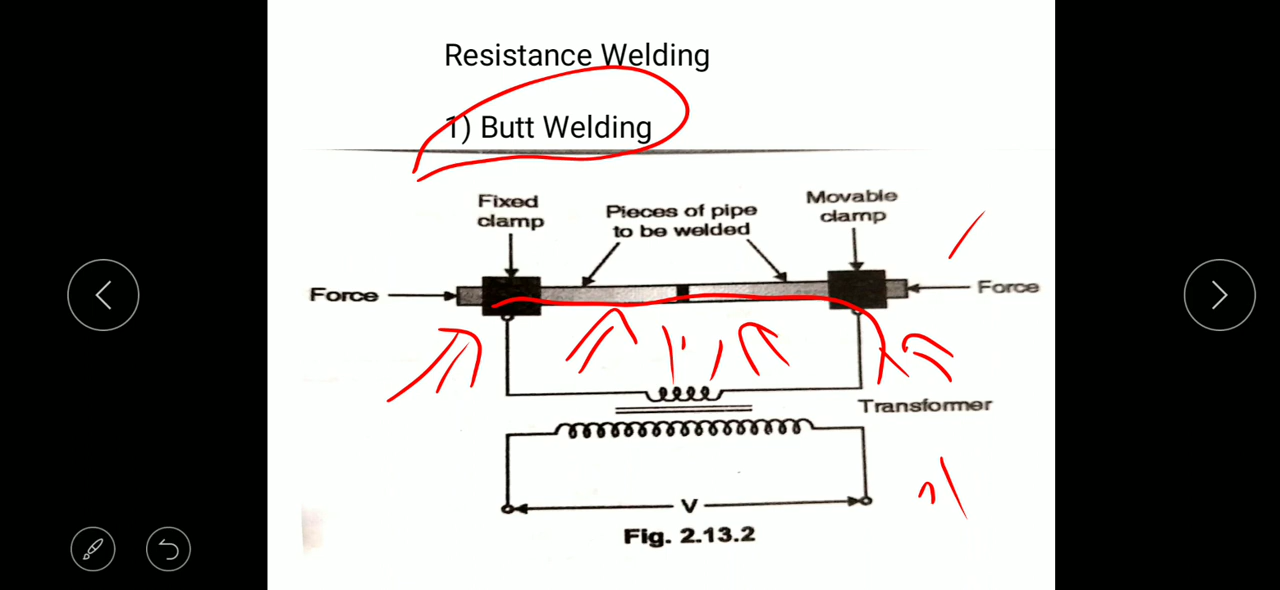 Resistance Welding
1) Butt Welding
Fixed
clamp
Pieces of pipe
to be welded
Movable
clamp
Force
Force
Transformer
V
Fig. 2.13.2